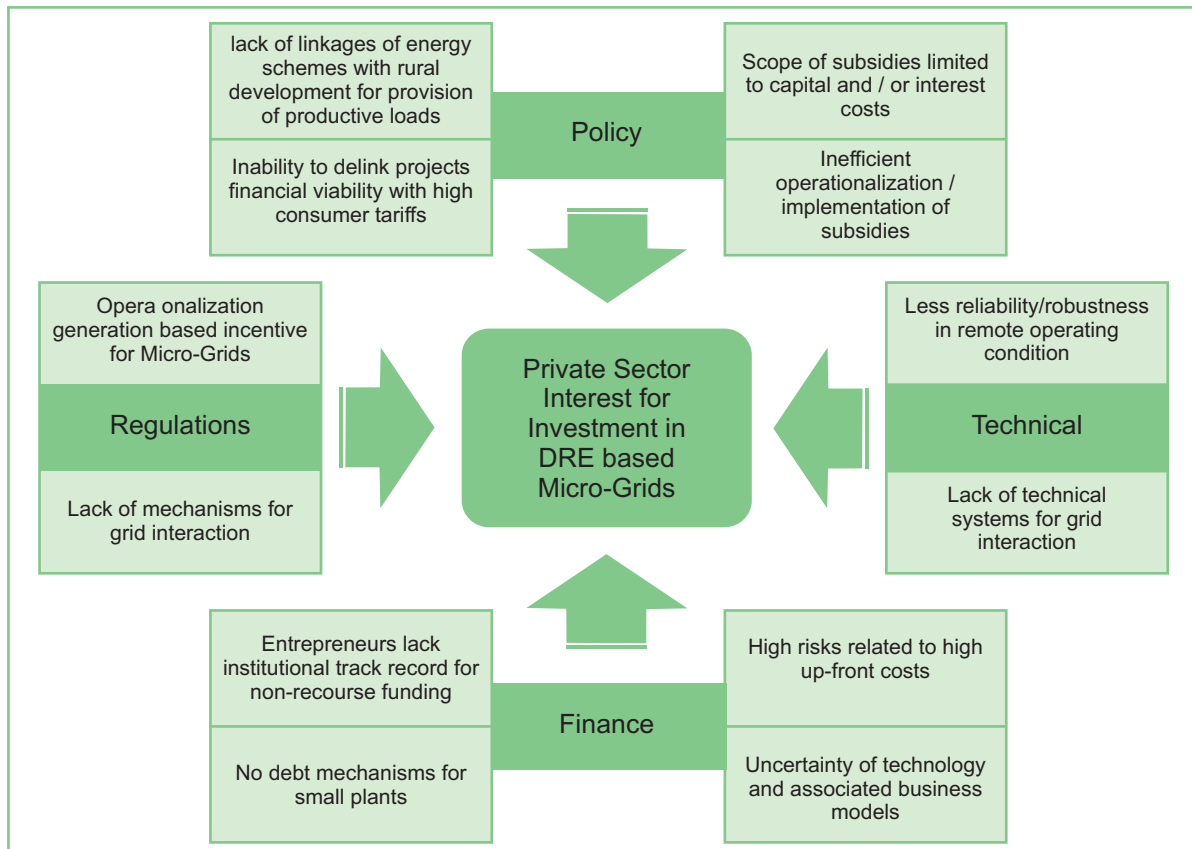 lack of linkages of energy
schemes with rural
development for provision
of productive loads
Inability to delink projects
financial viability with high
consumer tariffs
Policy
Scope of subsidies limited
to capital and / or interest
costs
Inefficient
operationalization /
implementation of
subsidies
Opera onalization
generation based incentive
for Micro-Grids
Regulations
Lack of mechanisms for
grid interaction
Private Sector
Interest for
Investment in
DRE based
Micro-Grids
Less reliability/robustness
in remote operating
condition
Technical
Lack of technical
systems for grid
interaction
Entrepreneurs lack
institutional track record for
non-recourse funding
No debt mechanisms for
small plants
Finance
High risks related to high
up-front costs
Uncertainty of technology
and associated business
models